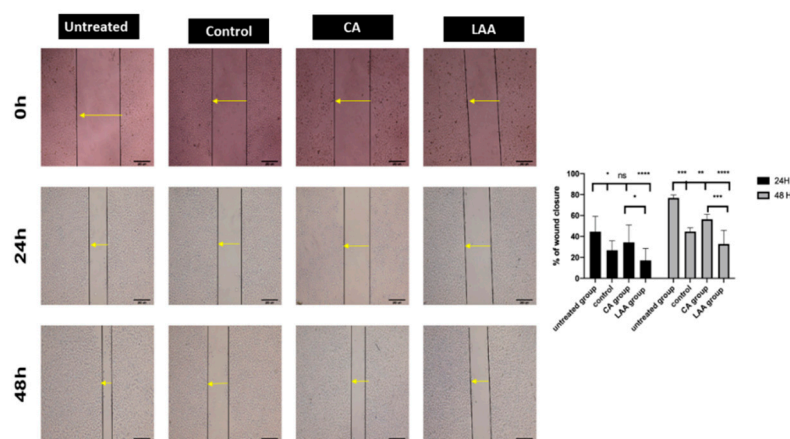 Untreated
Control
CA
LAA
0h
24h
48h
* ns ****
*
*** ** ****
***
24H
48 H
% of wound closure
100
80
60
40
20
0
untreated group
control
CA group
LAA group
untreated group
control
CA group
LAA group